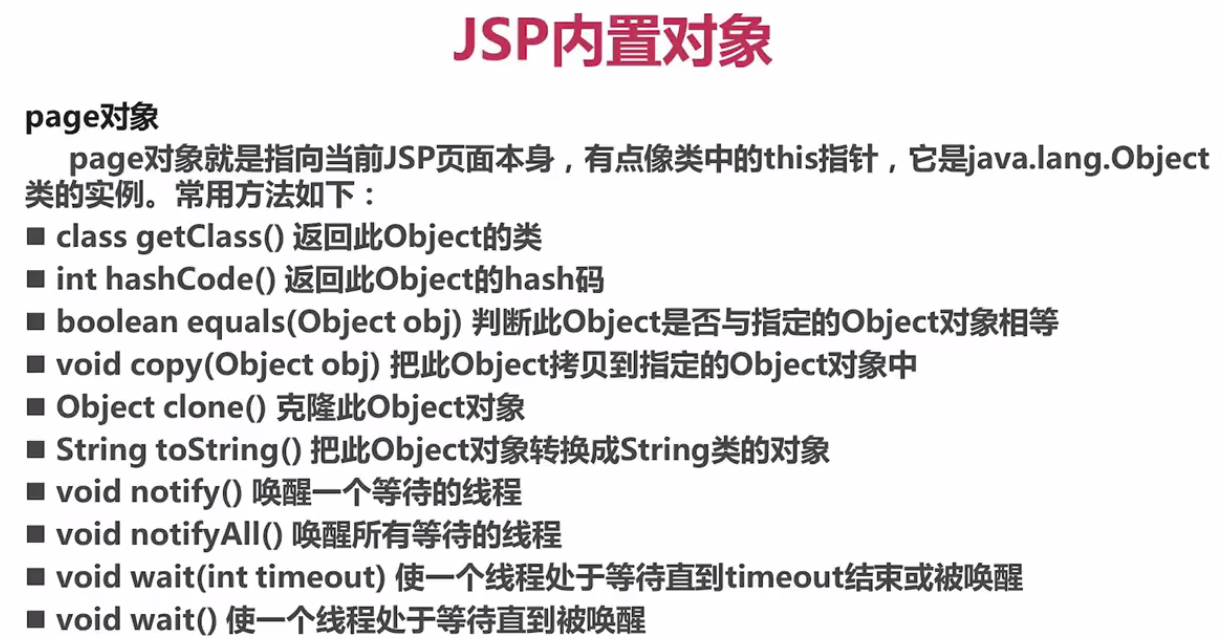 JSP内置对象
page对象
page对象就是指向当前JSP页面本身，有点像类中的this指针，它是java.lang.Object
类的实例。常用方法如下：
■ class getClass() 返回此Object的类
■ int hashCode() 返回此Object的hash码
■ boolean equals(Object obj) 判断此Object是否与指定的Object对象相等
■ void copy(Object obj) 把此Object拷贝到指定的Object对象中
■ Object clone() 克隆此Object对象
■ String toString() 把此Object对象转换成String类的对象
■ void notify() 唤醒一个等待的线程
■ void notifyAll() 唤醒所有等待的线程
■ void wait(int timeout) 使一个线程处于等待直到timeout结束或被唤醒
■ void wait() 使一个线程处于等待直到被唤醒